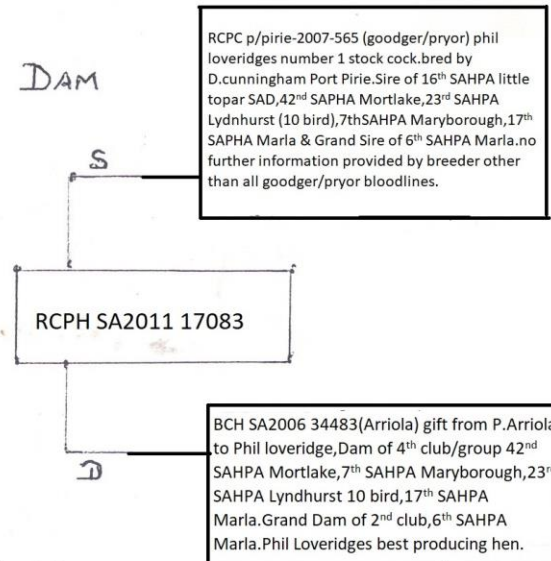 RCPC p/pirie-2007-565 (goodger/pryor) phil
loveridges number 1 stock cock.bred by
D.cunningham Port Pirie.Sire of 16th SAHPA little
topar SAD,42nd SAPHA Mortlake,23rd SAHPA
Lydnhurst (10 bird),7thSAHPA Maryborough,17th
SAPHA Marla & Grand Sire of 6th SAHPA Marla.no
further information provided by breeder other
than all goodger/pryor bloodlines.
DAM
S
RCPH SA2011 17083
D
BCH SA2006 34483(Arriola) gift from P.Arriola
to Phil loveridge,Dam of 4th club/group 42nd
SAHPA Mortlake,7th SAHPA Maryborough,23rd
SAHPA Lyndhurst 10 bird,17th SAHPA
Marla.Grand Dam of 2nd club,6th SAHPA
Marla.Phil Loveridges best producing hen.